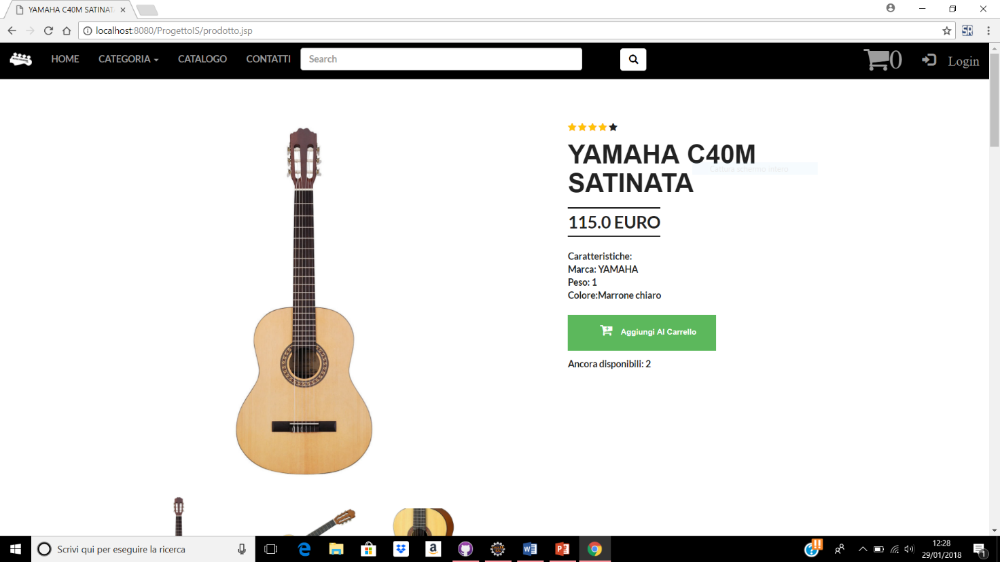 YAMAHA C40M SATINAT
localhost:8080/ProgettoIS/prodotto.jsp
HOME
CATEGORIA
CATALOGO
CONTATTI
Search
0
Login
YAMAHA C40M
SATINATA
Cattura schermo intero
115.0 EURO
Caratteristiche:
Marca: YAMAHA
Peso: 1
Colore:Marrone chiaro
Aggiungi Al Carrello
Ancora disponibili: 2
Scrivi qui per eseguire la ricerca
12:28
29/01/2018
1